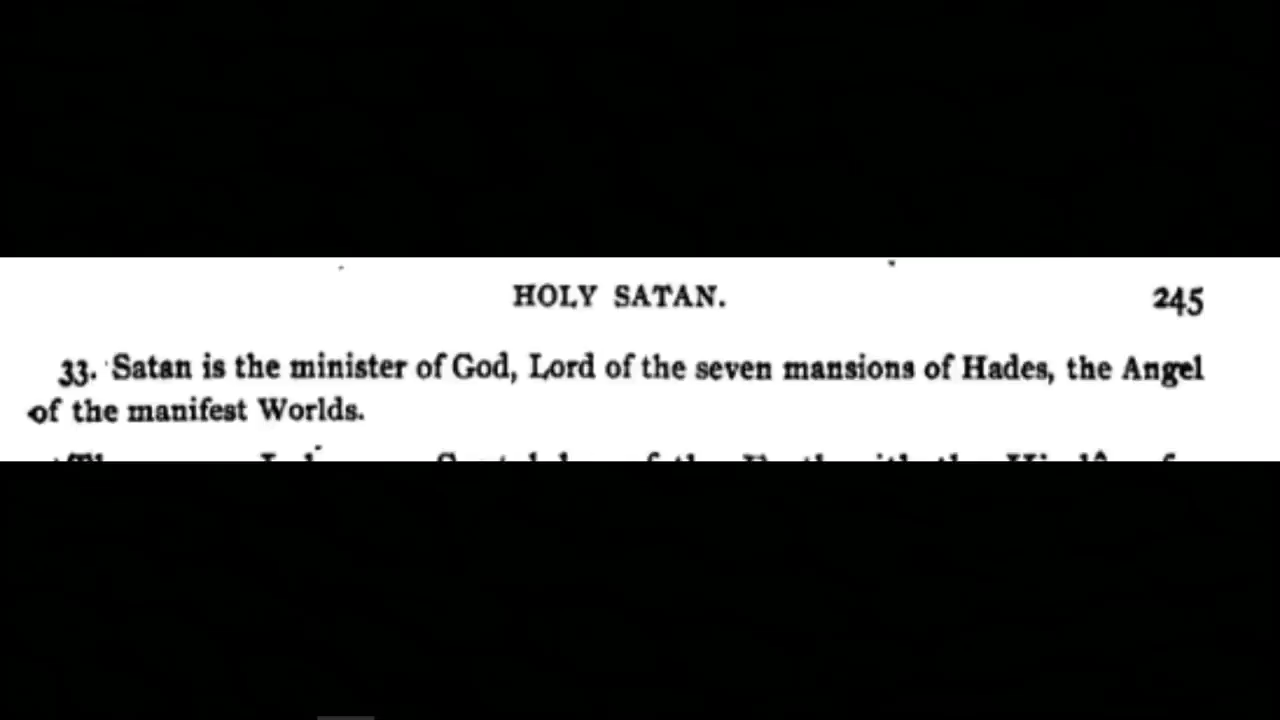 HOLY SATAN. 245
33. Satan is the minister of God, Lord of the seven mansions of Hades, the Angel
of the manifest Worlds.